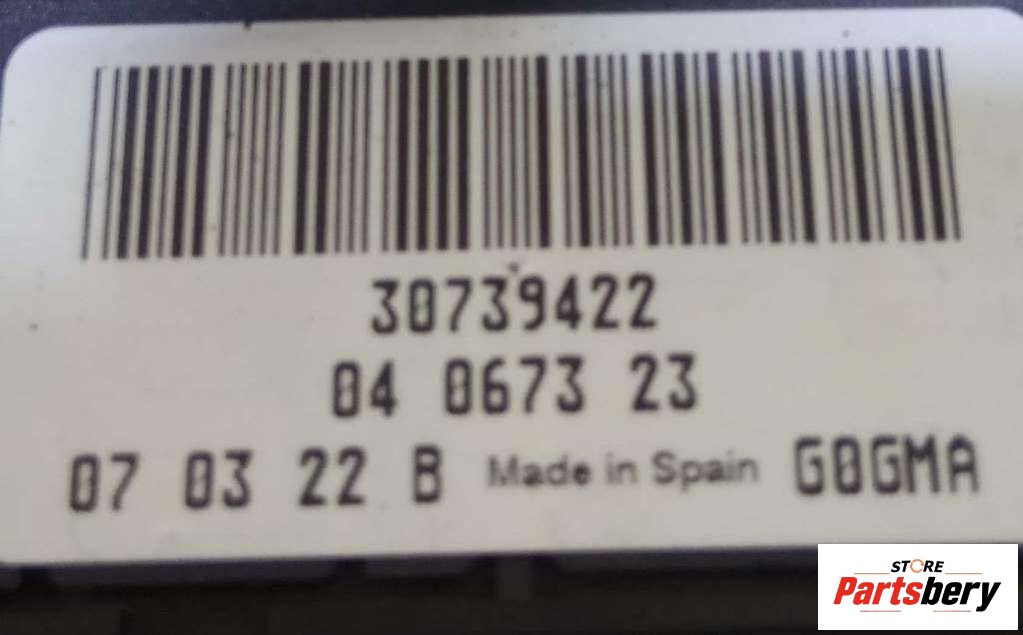 30739422
04 0673 23
07 03 22 B Made in Spain G0GMA
STORE
Partsbery